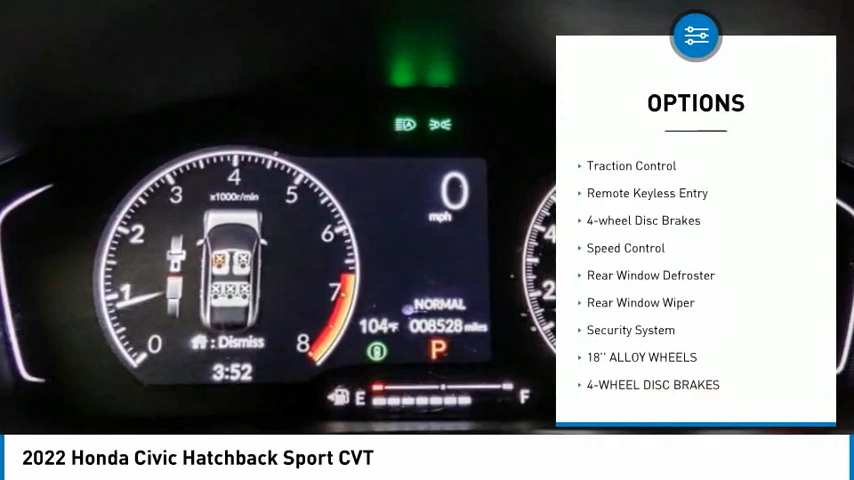 4
3
5
x1000r/min
2
6
1
7
0
8
: Dismiss
3:52
0
mph
NORMAL
104°F
008528 miles
P
E
F
4
2
OPTIONS
Traction Control
Remote Keyless Entry
4-wheel Disc Brakes
Speed Control
Rear Window Defroster
Rear Window Wiper
Security System
18'' ALLOY WHEELS
4-WHEEL DISC BRAKES
2022 Honda Civic Hatchback Sport CVT